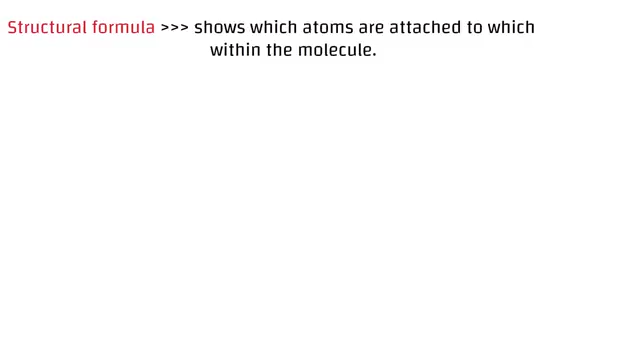 Structural formula >>> shows which atoms are attached to which
within the molecule.